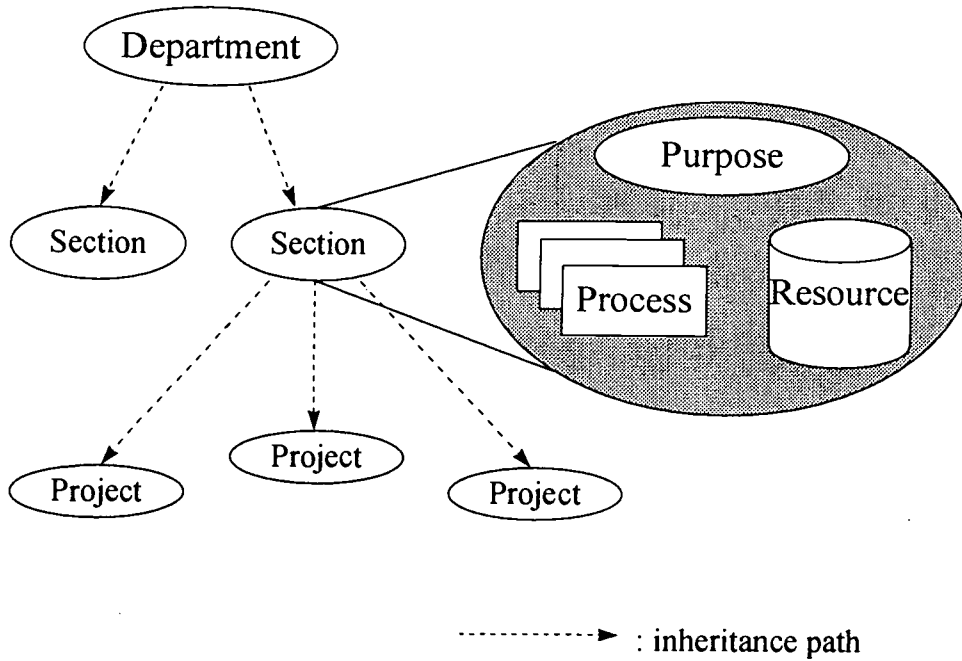 Department
Purpose
Section
Section
Process
Resource
Project
Project
Project
: inheritance path